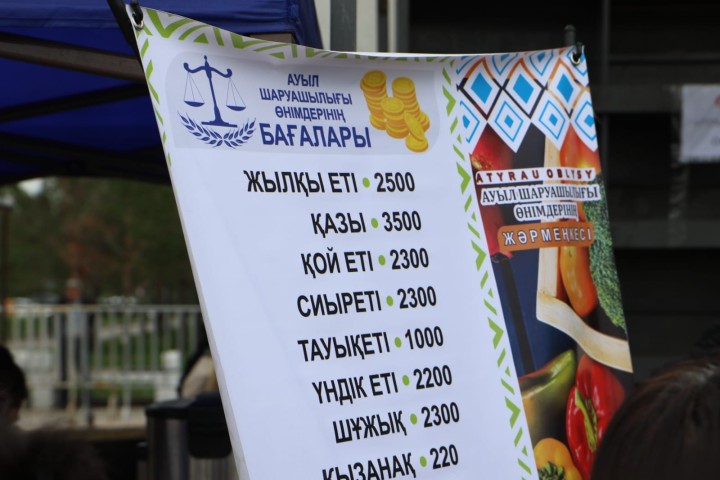 АУЫЛ
ШАРУАШЫЛЫҒЫ
ӨНІМДЕРІНІҢ
БАҒАЛАРЫ
ЖЫЛҚЫ ЕТІ • 2500
ҚАЗЫ • 3500
ҚОЙ ЕТІ • 2300
СИЫРЕТІ • 2300
ТАУЫҚЕТІ • 1000
ҮНДІК ЕТІ • 2200
ШҰЖЫҚ • 2300
ҚЫЗАНАҚ • 220
ATYRAU OBLYSY
АУЫЛ ШАРУАШЫЛЫҒЫ
ӨНІМДЕРІНІҢ
ЖӘРМЕҢКЕСІ